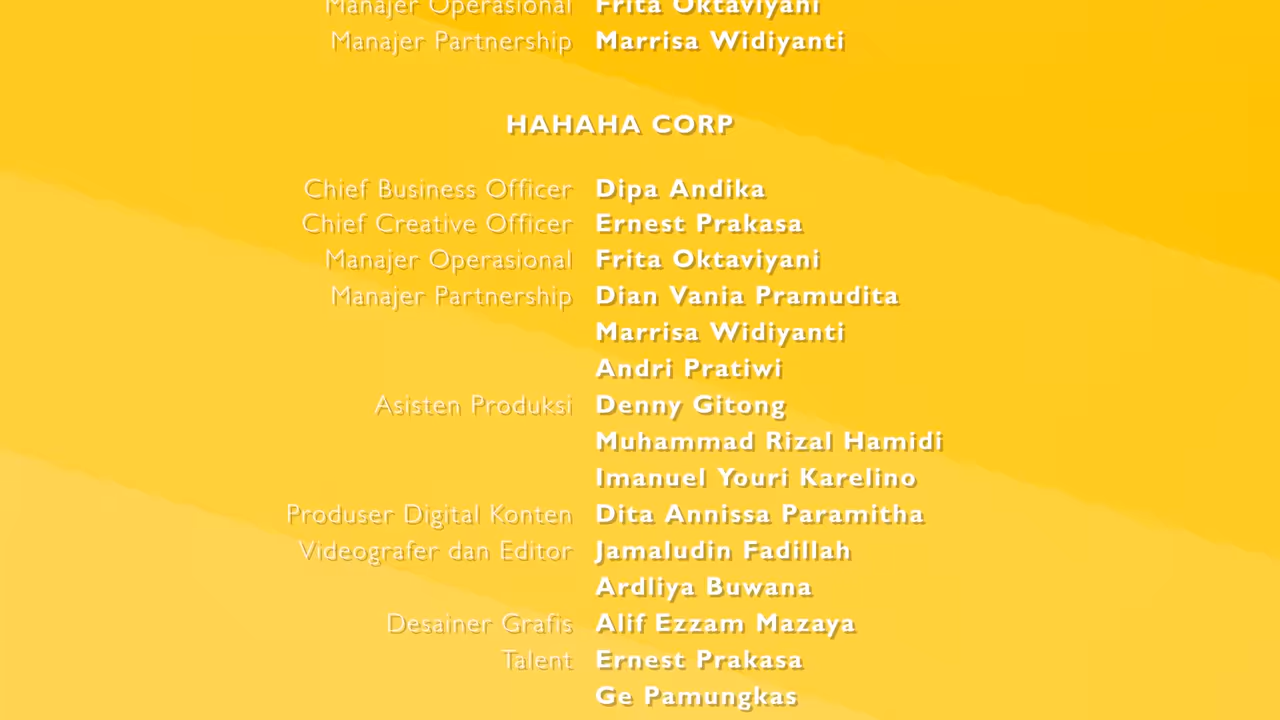 Manajer Operasional Frita Oktaviyani
Manajer Partnership Marrisa Widiyanti
HAHAHA CORP
Chief Business Officer Dipa Andika
Chief Creative Officer Ernest Prakasa
Manajer Operasional Frita Oktaviyani
Manajer Partnership Dian Vania Pramudita
Marrisa Widiyanti
Andri Pratiwi
Asisten Produksi Denny Gitong
Muhammad Rizal Hamidi
Imanuel Youri Karelino
Produser Digital Konten Dita Annissa Paramitha
Videografer dan Editor Jamaludin Fadillah
Ardliya Buwana
Desainer Grafis Alif Ezzam Mazaya
Talent Ernest Prakasa
Ge Pamungkas